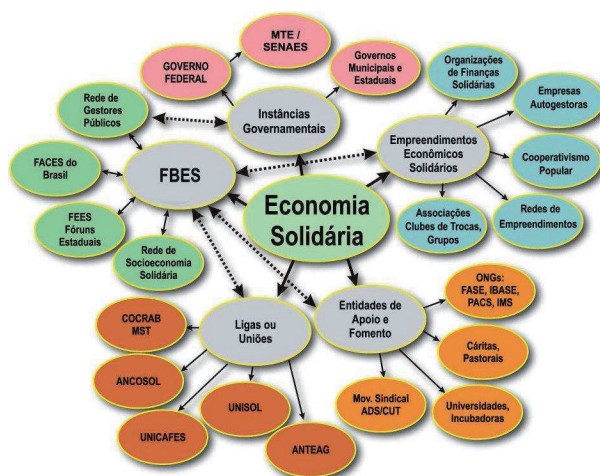 MTE /
SENAES
GOVERNO
FEDERAL
Governos
Municipais e
Estaduais
Organizações
de Finanças
Solidárias
Rede de
Gestores
Públicos
Instâncias
Governamentais
Empresas
Autogestoras
Empreendimentos
Econômicos
Solidários
FACES do
Brasil
FBES
Cooperativismo
Popular
Economia
Solidária
FEES
Fóruns
Estaduais
Rede de
Socioeconomia
Solidária
Associações
Clubes de Trocas,
Grupos
Redes de
Empreendimentos
ONGs:
FASE, IBASE,
PACS, IMS
COCRAB
MST
Ligas ou
Uniões
Entidades de
Apoio e
Fomento
Cáritas,
Pastorais
ANCOSOL
UNISOL
Mov. Sindical
ADS/CUT
Universidades,
Incubadoras
UNICAFES
ANTEAG